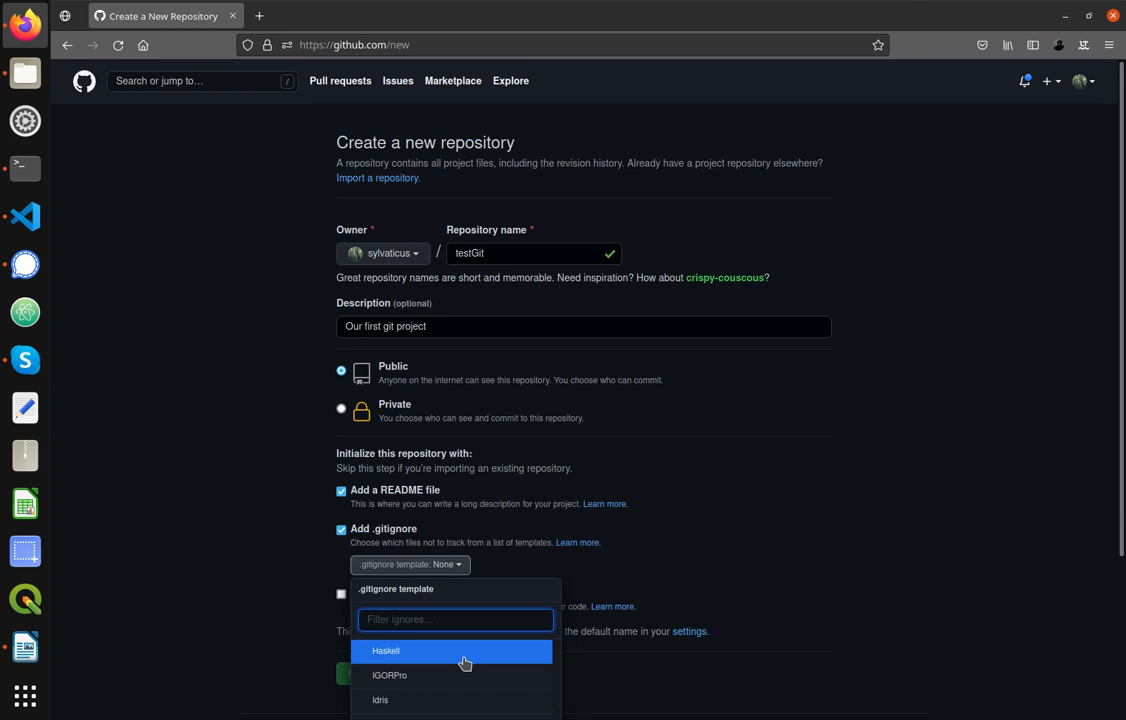 Create a New Repository
https://github.com/new
Search or jump to...
/
Pull requests
Issues
Marketplace
Explore
Create a new repository
A repository contains all project files, including the revision history. Already have a project repository elsewhere?
Import a repository.
Owner * Repository name *
sylvaticus / testGit
Great repository names are short and memorable. Need inspiration? How about crispy-couscous?
Description (optional)
Our first git project
Public
Anyone on the internet can see this repository. You choose who can commit.
Private
You choose who can see and commit to this repository.
Initialize this repository with:
Skip this step if you're importing an existing repository.
Add a README file
This is where you can write a long description for your project. Learn more.
Add .gitignore
Choose which files not to track from a list of templates. Learn more.
.gitignore template: None
.gitignore template
Filter ignores...
code. Learn more.
Thi the default name in your settings.
Haskell
IGORPro
Idris